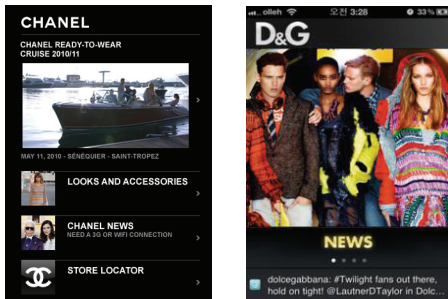 CHANEL
CHANEL READY-TO-WEAR
CRUISE 2010/11
MAY 11, 2010 - SÉNÉQUIER - SAINT-TROPEZ
LOOKS AND ACCESSORIES
CHANEL NEWS
NEED A 3G OR WIFI CONNECTION
STORE LOCATOR
olleh 오전 3:28 33%
D&G
NEWS
dolcegabbana: #Twilight fans out there,
hold on tight! @LautnerDTaylor in Dolc...